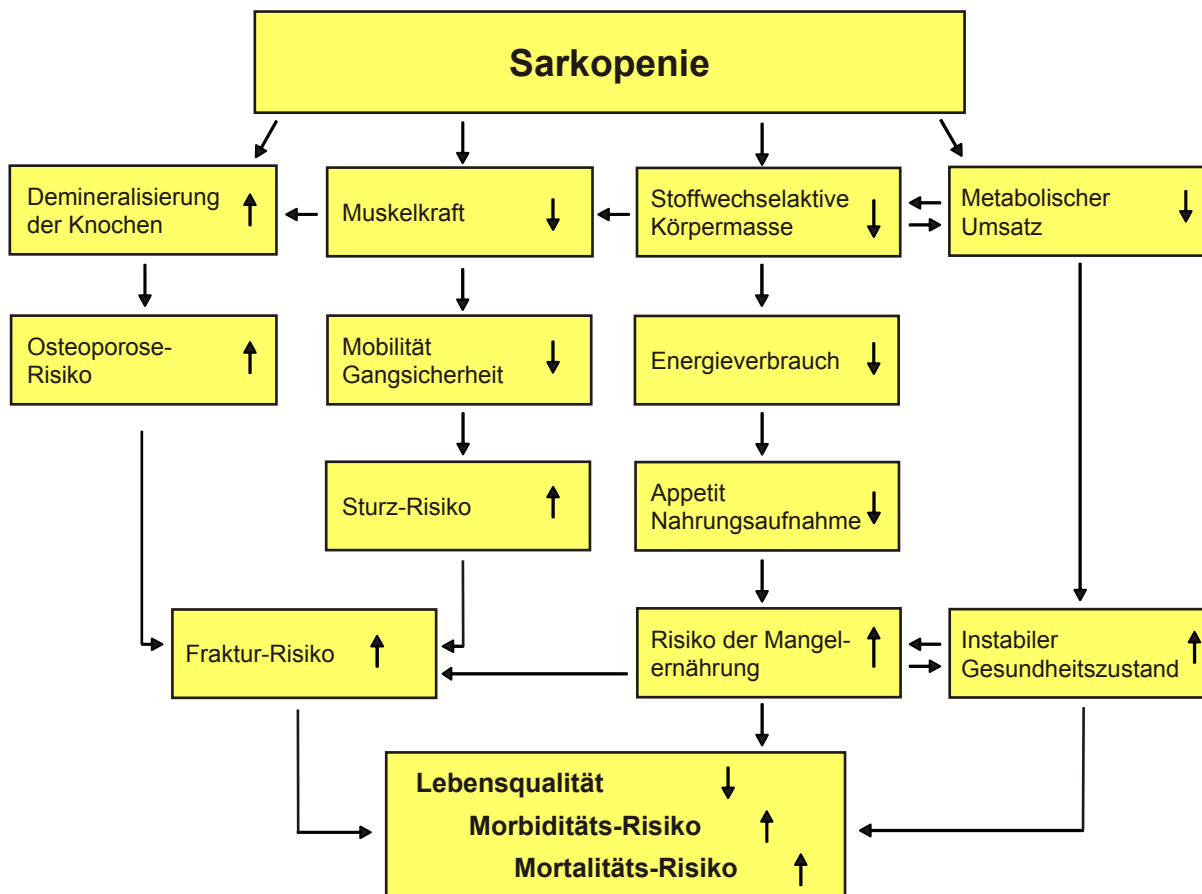 Sarkopenie
Demineralisierung
der Knochen
Muskelkraft
Stoffwechselaktive
Körpermasse
Metabolischer
Umsatz
Osteoporose-
Risiko
Mobilität
Gangsicherheit
Energieverbrauch
Sturz-Risiko
Appetit
Nahrungsaufnahme
Fraktur-Risiko
Risiko der Mangel-
ernährung
Instabiler
Gesundheitszustand
Lebensqualität
Morbiditäts-Risiko
Mortalitäts-Risiko